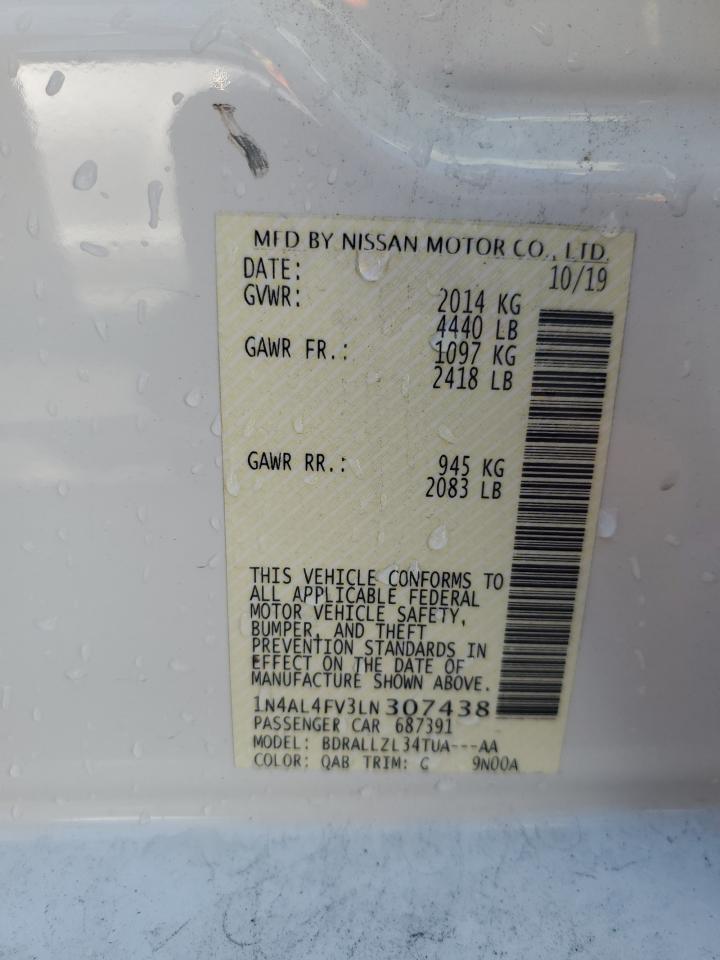 MFD BY NISSAN MOTOR CO., LTD.
DATE: 10/19
GVWR: 2014 KG
4440 LB
GAWR FR.: 1097 KG
2418 LB
GAWR RR.: 945 KG
2083 LB
THIS VEHICLE CONFORMS TO
ALL APPLICABLE FEDERAL
MOTOR VEHICLE SAFETY,
BUMPER, AND THEFT
PREVENTION STANDARDS IN
EFFECT ON THE DATE OF
MANUFACTURE SHOWN ABOVE.
1N4AL4FV3LN307438
PASSENGER CAR 687391
MODEL: BDRALLZL34TUA---AA
COLOR: QAB TRIM: C 9N00A